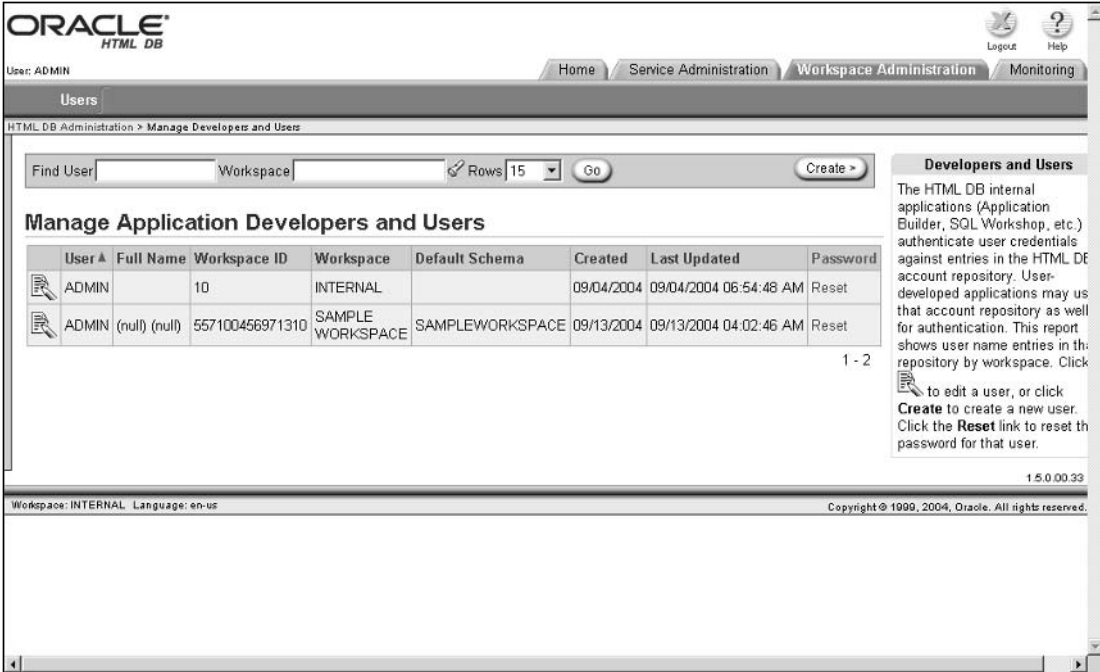 ORACLE
HTML DB
Logout
Help
User: ADMIN
Home
Service Administration
Workspace Administration
Monitoring
Users
HTML DB Administration > Manage Developers and Users
Find User
Workspace
Rows 15
Go
Create >
Manage Application Developers and Users
User Full Name Workspace ID Workspace Default Schema Created Last Updated Password
ADMIN 10 INTERNAL 09/04/2004 09/04/2004 06:54:48 AM Reset
ADMIN (null) (null) 557100456971310 SAMPLE WORKSPACE SAMPLEWORKSPACE 09/13/2004 09/13/2004 04:02:46 AM Reset
1 - 2
Developers and Users
The HTML DB internal
applications (Application
Builder, SQL Workshop, etc.)
authenticate user credentials
against entries in the HTML DB
account repository. User-
developed applications may us
that account repository as well
for authentication. This report
shows user name entries in th
repository by workspace. Click
to edit a user, or click
Create to create a new user.
Click the Reset link to reset th
password for that user.
1.5.0.00.33
Workspace: INTERNAL Language: en-us
Copyright © 1999, 2004, Oracle. All rights reserved.